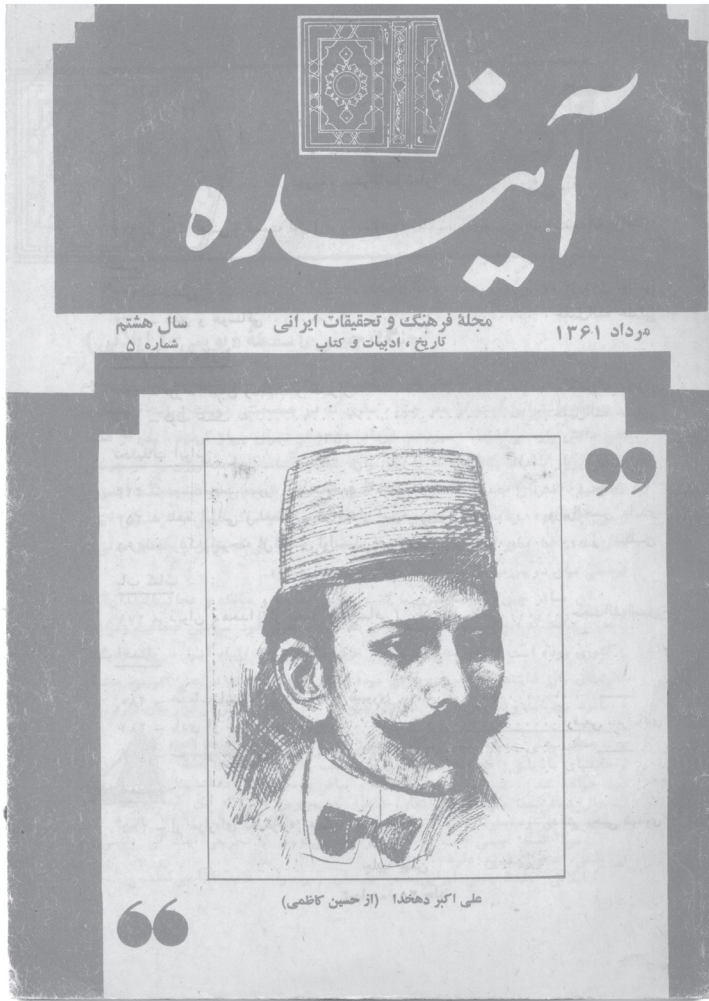 آینده
مرداد ۱۳۶۱
مجلهٔ فرهنگ و تحقیقات ایرانی
تاریخ ، ادبیات و کتاب
سال هشتم
شماره ۵
علی اکبر دهخدا (از حسین کاظمی)